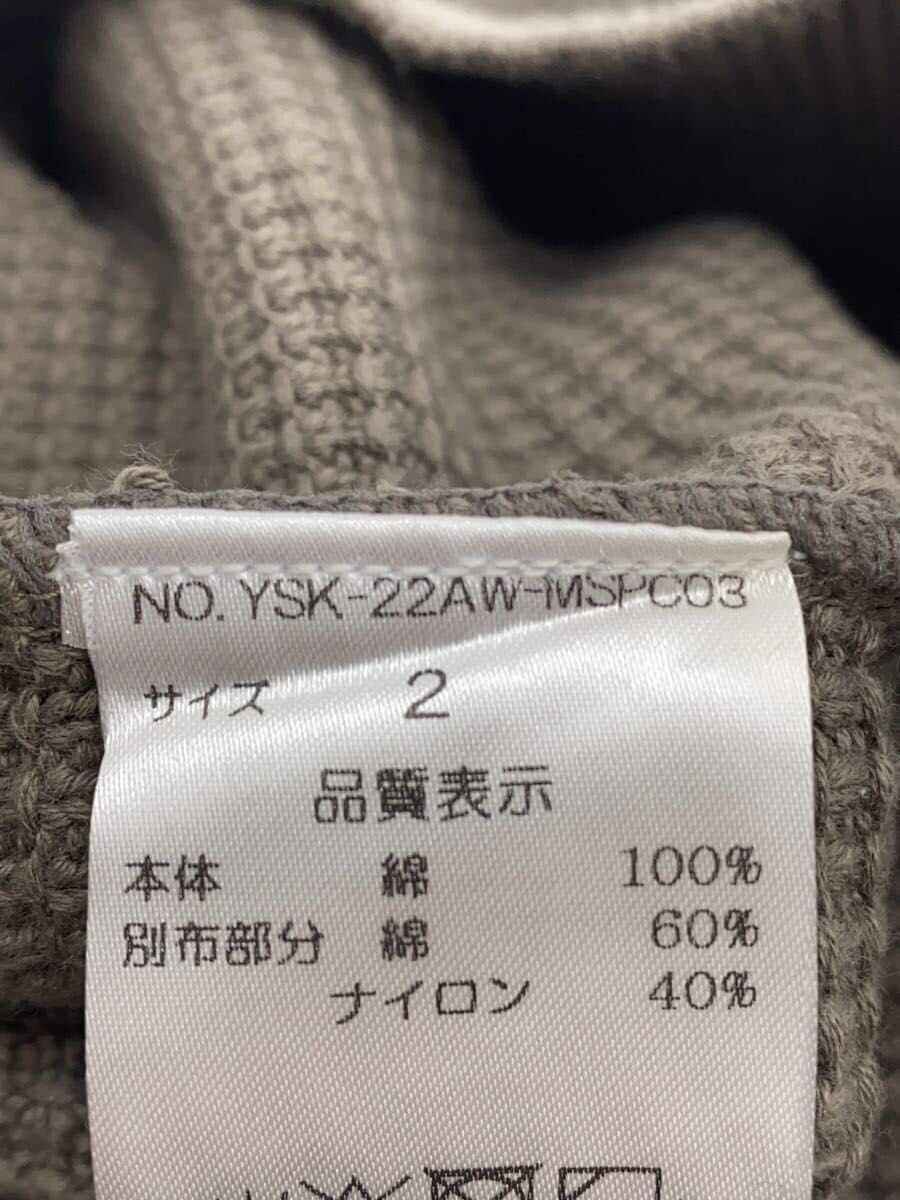 NO. YSK-22AW-MSPC03
サイズ 2
品質表示
本体 綿 100%
別布部分 綿 60%
ナイロン 40%